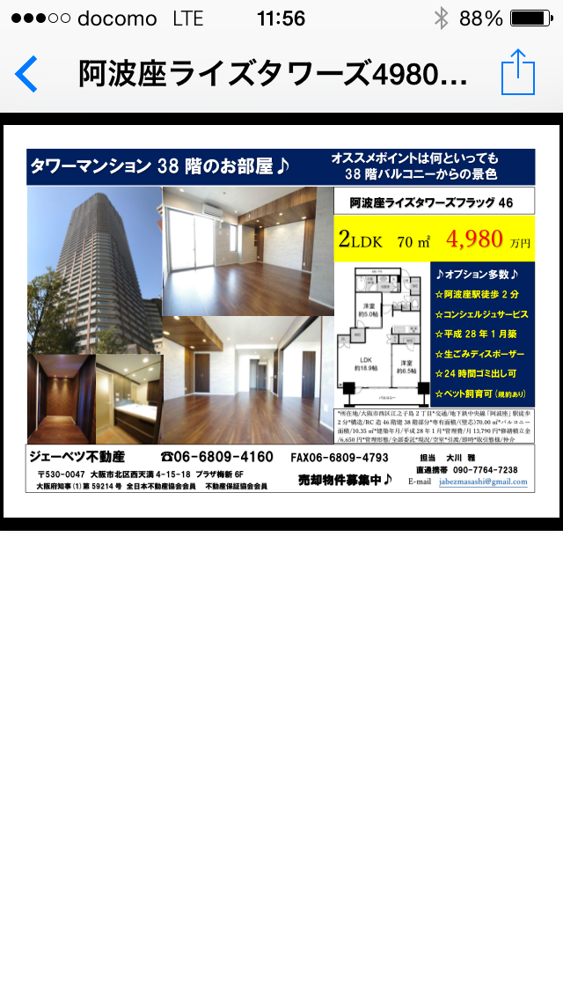 docomo LTE 11:56 88%
阿波座ライズタワーズ4980…
タワーマンション 38 階のお部屋♪
オススメポイントは何といっても
38 階バルコニーからの景色
阿波座ライズタワーズフラッグ 46
2LDK 70 ㎡ 4,980 万円
♪オプション多数♪
☆阿波座駅徒歩 2 分
☆コンシェルジュサービス
☆平成 28 年 1 月築
☆生ごみディスポーザー
☆24 時間ゴミ出し可
☆ペット飼育可 (規約あり)
洋室
約5.0帖
LDK
約18.9帖
洋室
約6.5帖
バルコニー
*所在地/大阪市西区江之子島 2 丁目*交通/地下鉄中央線「阿波座」駅徒歩
2 分*構造/RC 造 46 階建 38 階部分*専有面積/(壁芯)70.00 ㎡*バルコニー
面積/10.35 ㎡*建築年月/平成 28 年 1 月*管理費/月 13,790 円*修繕積立金
/6,650 円*管理形態/全部委託*現況/空室*引渡/即時*取引態様/仲介
ジェーベツ不動産 ☎06-6809-4160 FAX06-6809-4793 担当 大川 雅
直通携帯 090-7764-7238
〒530-0047 大阪市北区西天満 4-15-18 プラザ梅新 6F
売却物件募集中♪ E-mail jabezmasashi@gmail.com
大阪府知事 (1) 第 59214 号 全日本不動産協会会員 不動産保証協会会員